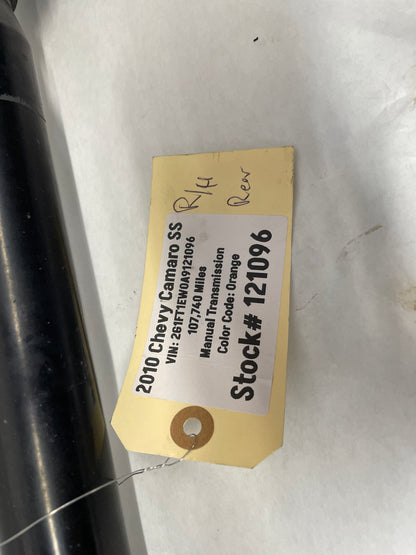 R/H
Rear
2010 Chevy Camaro SS
VIN: 2G1FT1EW0A9121096
107,740 Miles
Manual Transmission
Color Code: Orange
Stock# 121096